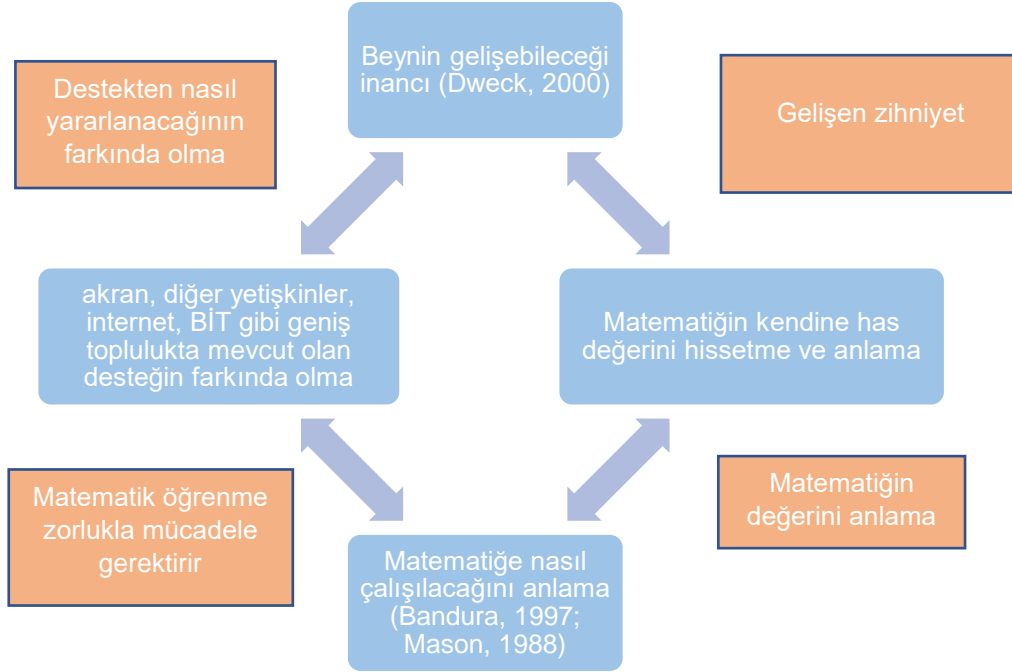 Beynin gelişebileceği
inancı (Dweck, 2000)
Destekten nasıl
yararlanacağının
farkında olma
Gelişen zihniyet
akran, diğer yetişkinler,
internet, BİT gibi geniş
toplulukta mevcut olan
desteğin farkında olma
Matematiğin kendine has
değerini hissetme ve anlama
Matematik öğrenme
zorlukla mücadele
gerektirir
Matematiğin
değerini anlama
Matematiğe nasıl
çalışılacağını anlama
(Bandura, 1997;
Mason, 1988)